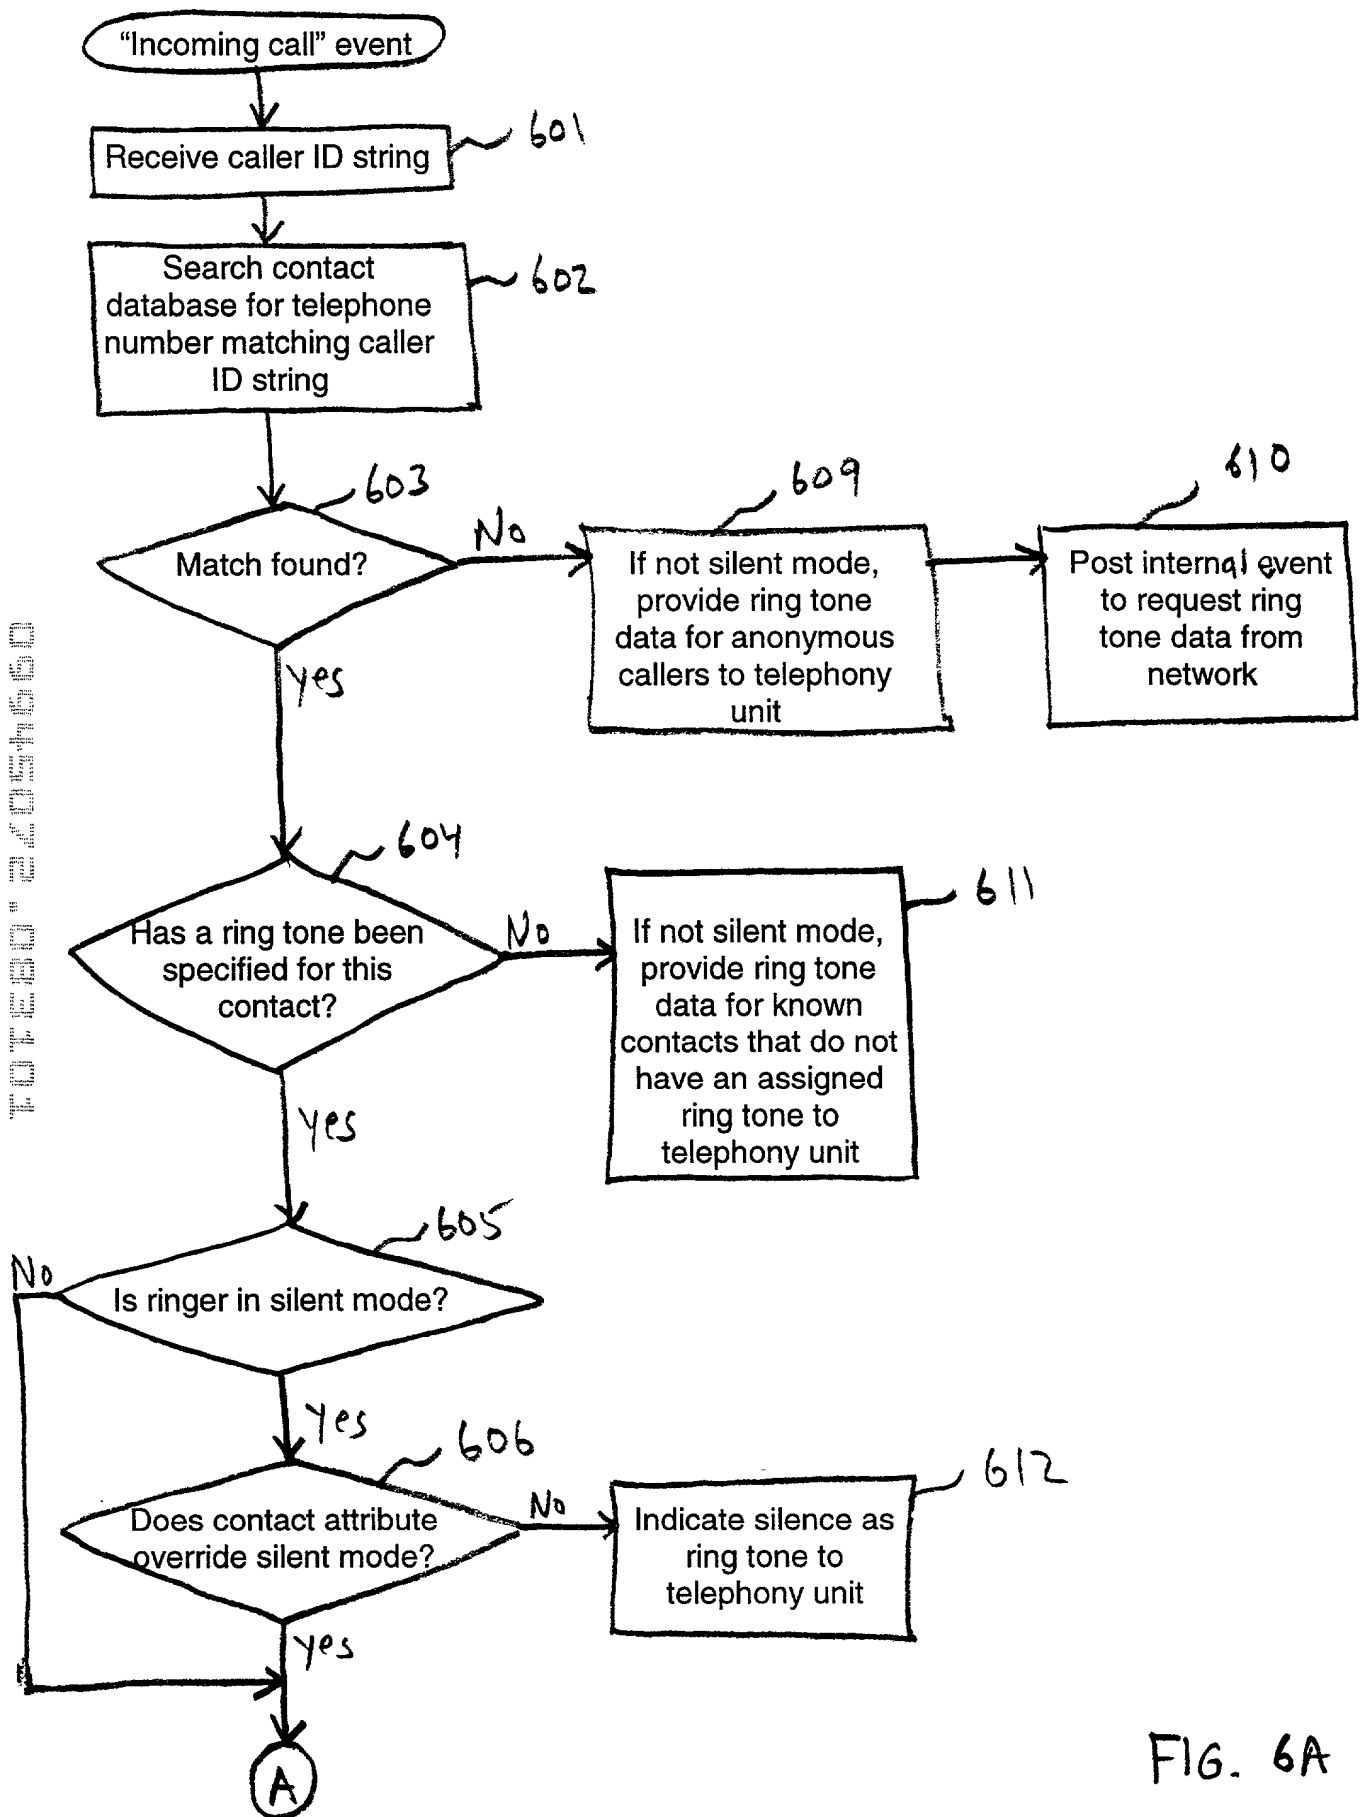 "Incoming call" event
Receive caller ID string
601
Search contact
database for telephone
number matching caller
ID string
602
Match found?
603
No
If not silent mode,
provide ring tone
data for anonymous
callers to telephony
unit
609
Post internal event
to request ring
tone data from
network
610
yes
Has a ring tone been
specified for this
contact?
604
No
If not silent mode,
provide ring tone
data for known
contacts that do not
have an assigned
ring tone to
telephony unit
611
yes
Is ringer in silent mode?
605
No
yes
Does contact attribute
override silent mode?
606
No
Indicate silence as
ring tone to
telephony unit
612
yes
A
FIG. 6A